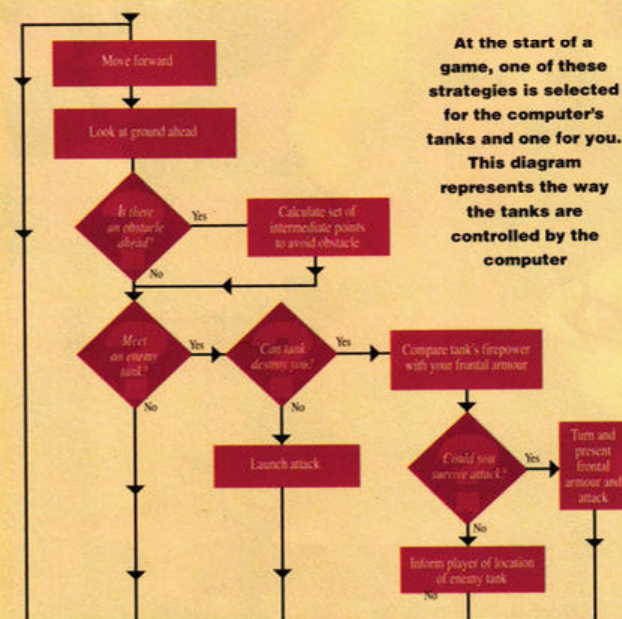 At the start of a
game, one of these
strategies is selected
for the computer's
tanks and one for you.
This diagram
represents the way
the tanks are
controlled by the
computer
Move forward
Look at ground ahead
Is there
an obstacle
ahead?
Yes
Calculate set of
intermediate points
to avoid obstacle
No
Meet
an enemy
tank?
Yes
Can tank
destroy you?
Yes
Compare tank's firepower
with your frontal armour
No
No
Launch attack
Could you
survive attack?
Yes
Turn and
present
frontal
armour and
attack
No
Inform player of location
of enemy tank
No